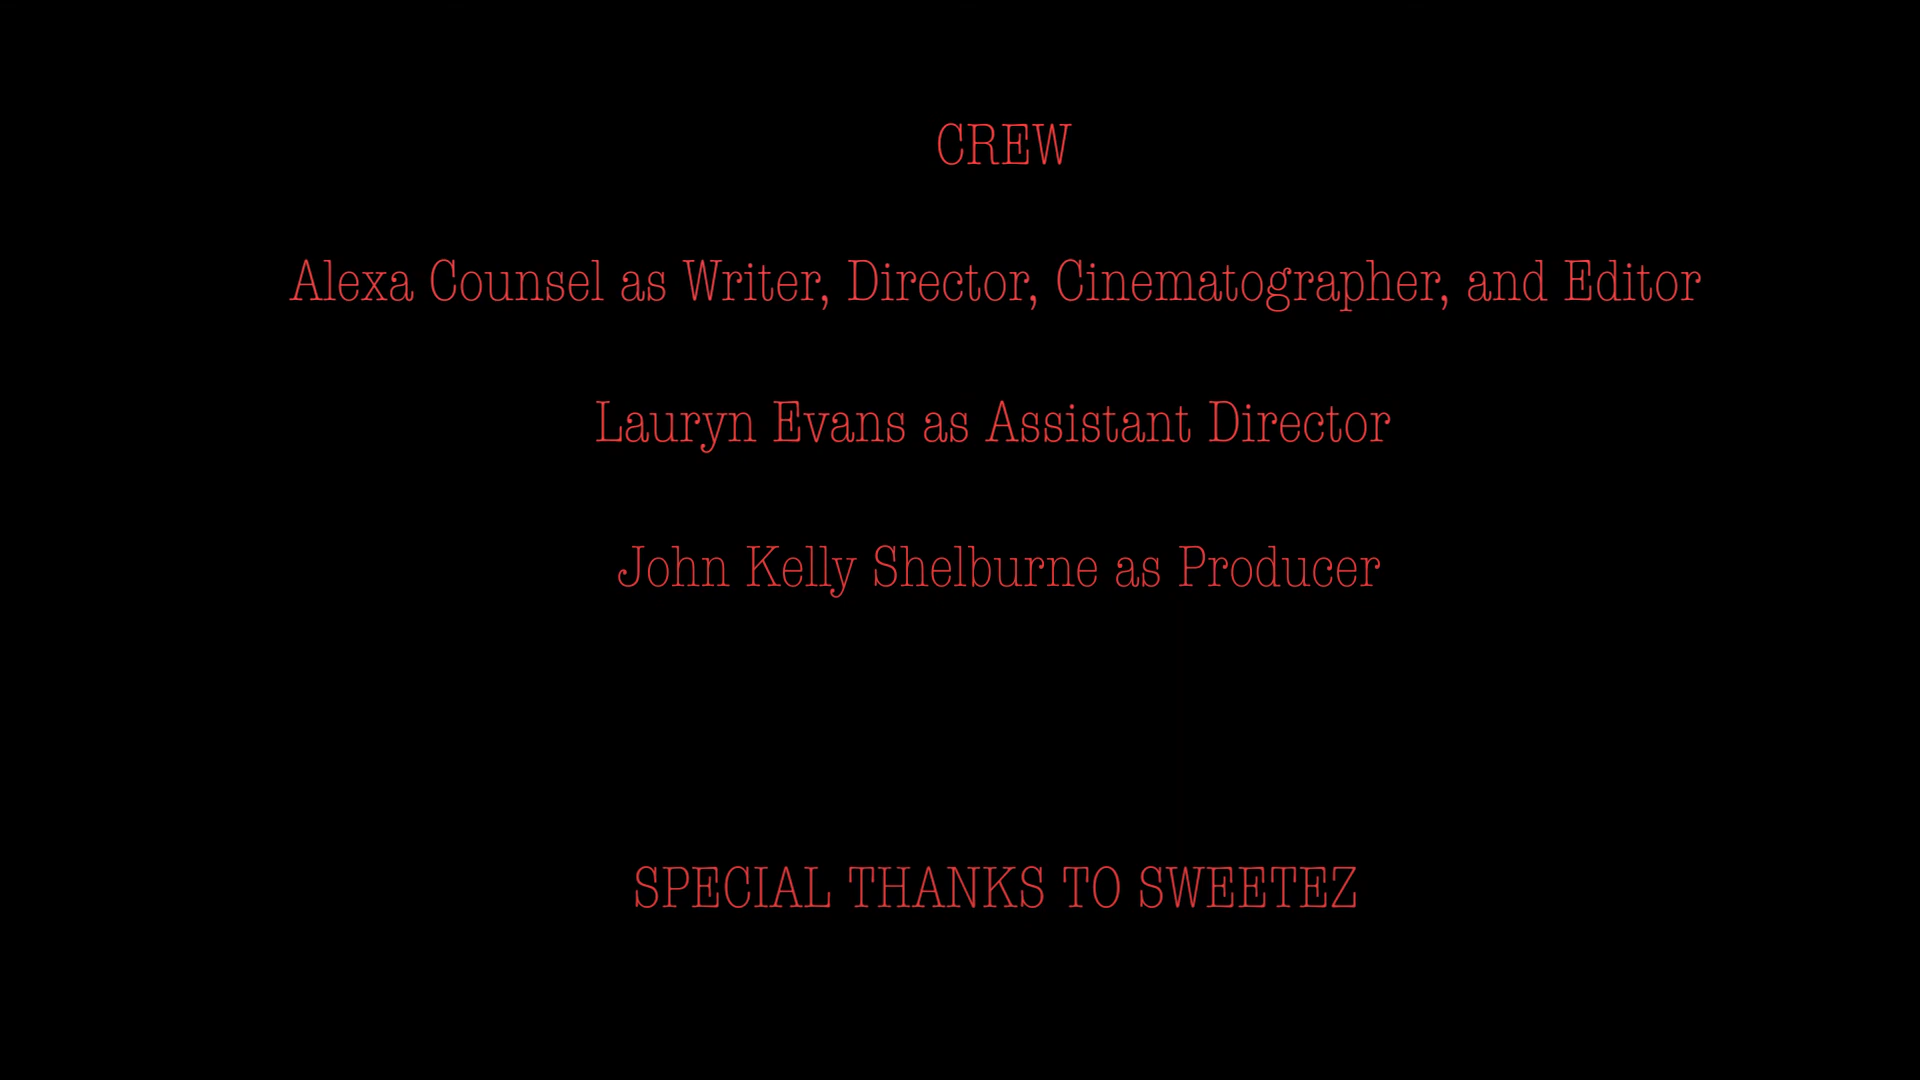 CREW
Alexa Counsel as Writer, Director, Cinematographer, and Editor
Lauryn Evans as Assistant Director
John Kelly Shelburne as Producer
SPECIAL THANKS TO SWEETEZ